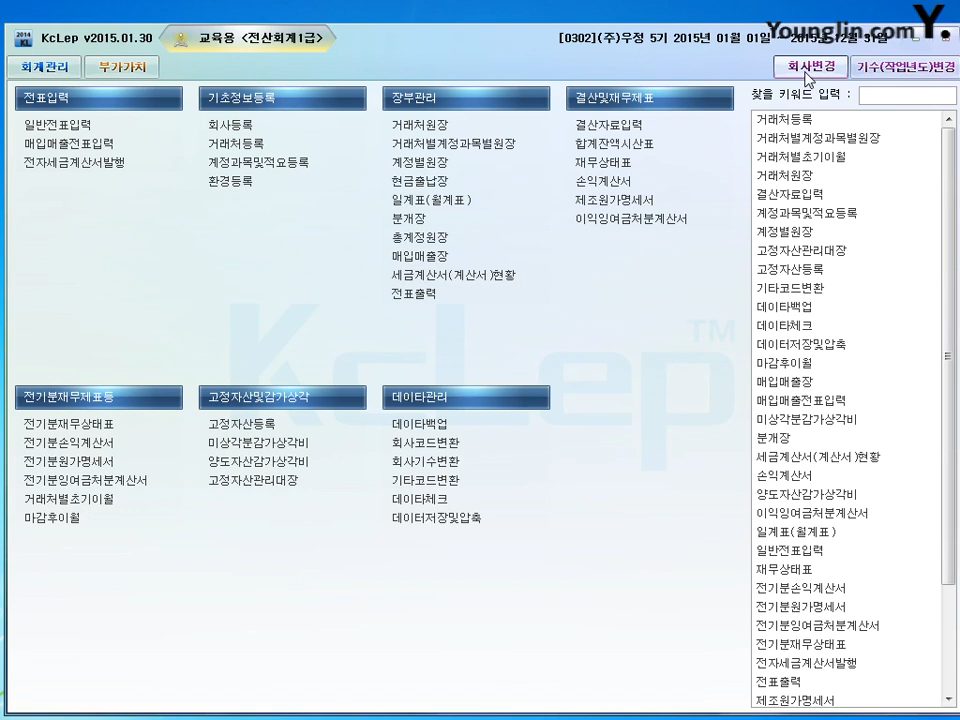 2014
KL
KcLep v2015.01.30
교육용 <전산회계1급>
[0302](주)우정 5기 2015년 01월 01일 ~ 2015년 12월 31일
Younglin.com Y.
회계관리
부가가치
회사변경
기수(작업년도)변경
전표입력
일반전표입력
매입매출전표입력
전자세금계산서발행
기초정보등록
회사등록
거래처등록
계정과목및적요등록
환경등록
장부관리
거래처원장
거래처별계정과목별원장
계정별원장
현금출납장
일계표(월계표)
분개장
총계정원장
매입매출장
세금계산서(계산서)현황
전표출력
결산및재무제표
결산자료입력
합계잔액시산표
재무상태표
손익계산서
제조원가명세서
이익잉여금처분계산서
KcLep™
전기분재무제표등
전기분재무상태표
전기분손익계산서
전기분원가명세서
전기분잉여금처분계산서
거래처별초기이월
마감후이월
고정자산및감가상각
고정자산등록
미상각분감가상각비
양도자산감가상각비
고정자산관리대장
데이타관리
데이타백업
회사코드변환
회사기수변환
기타코드변환
데이타체크
데이터저장및압축
찾을 키워드 입력 :
거래처등록
거래처별계정과목별원장
거래처별초기이월
거래처원장
결산자료입력
계정과목및적요등록
계정별원장
고정자산관리대장
고정자산등록
기타코드변환
데이타백업
데이타체크
데이터저장및압축
마감후이월
매입매출장
매입매출전표입력
미상각분감가상각비
분개장
세금계산서(계산서)현황
손익계산서
양도자산감가상각비
이익잉여금처분계산서
일계표(월계표)
일반전표입력
재무상태표
전기분손익계산서
전기분원가명세서
전기분잉여금처분계산서
전기분재무상태표
전자세금계산서발행
전표출력
제조원가명세서